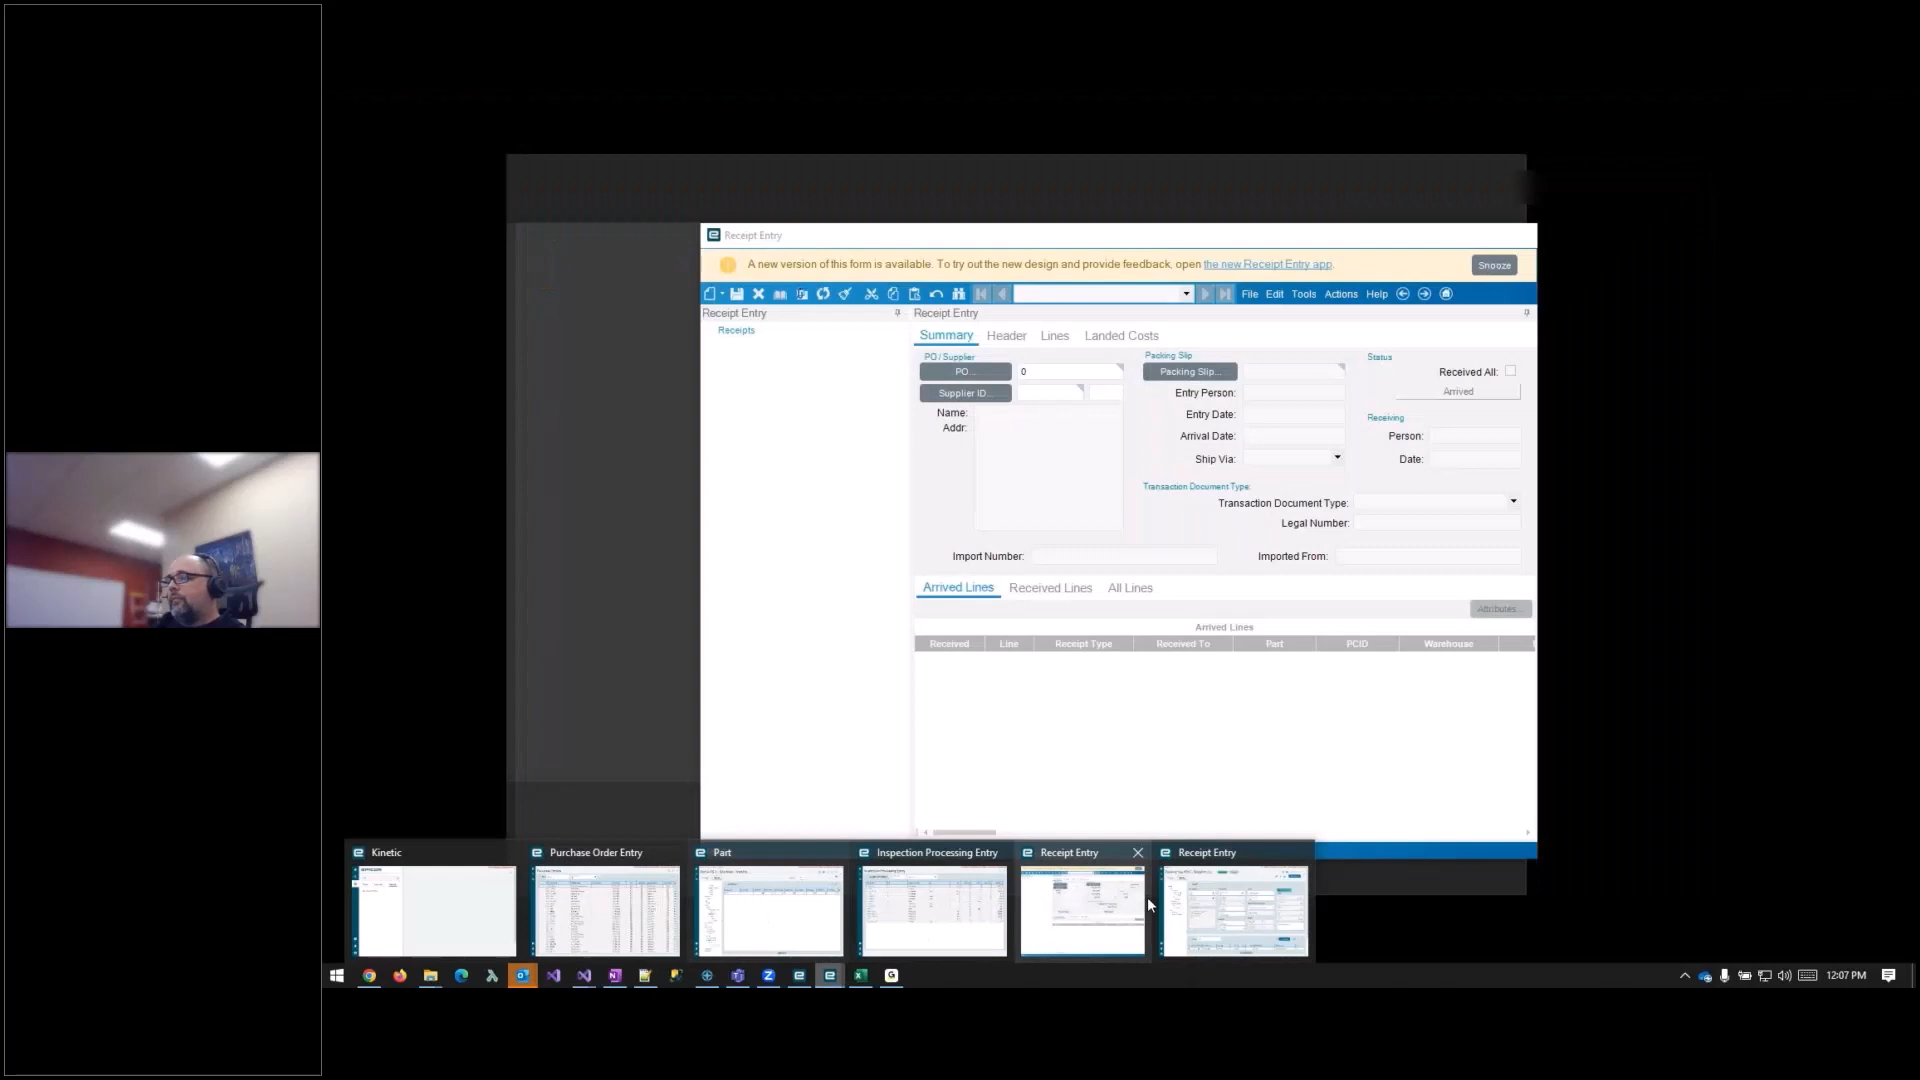 Receipt Entry
A new version of this form is available. To try out the new design and provide feedback, open the new Receipt Entry app.
Snooze
File Edit Tools Actions Help
Receipt Entry
Receipts
Receipt Entry
Summary Header Lines Landed Costs
PO / Supplier
PO... 0
Supplier ID...
Name:
Addr:
Packing Slip
Packing Slip...
Entry Person:
Entry Date:
Arrival Date:
Ship Via:
Status
Received All:
Arrived
Receiving
Person:
Date:
Transaction Document Type:
Transaction Document Type:
Legal Number:
Import Number:
Imported From:
Arrived Lines Received Lines All Lines
Attributes...
Arrived Lines
Received Line Receipt Type Received To Part PCID Warehouse
Kinetic
Purchase Order Entry
Part
Inspection Processing Entry
Receipt Entry
Receipt Entry
12:07 PM